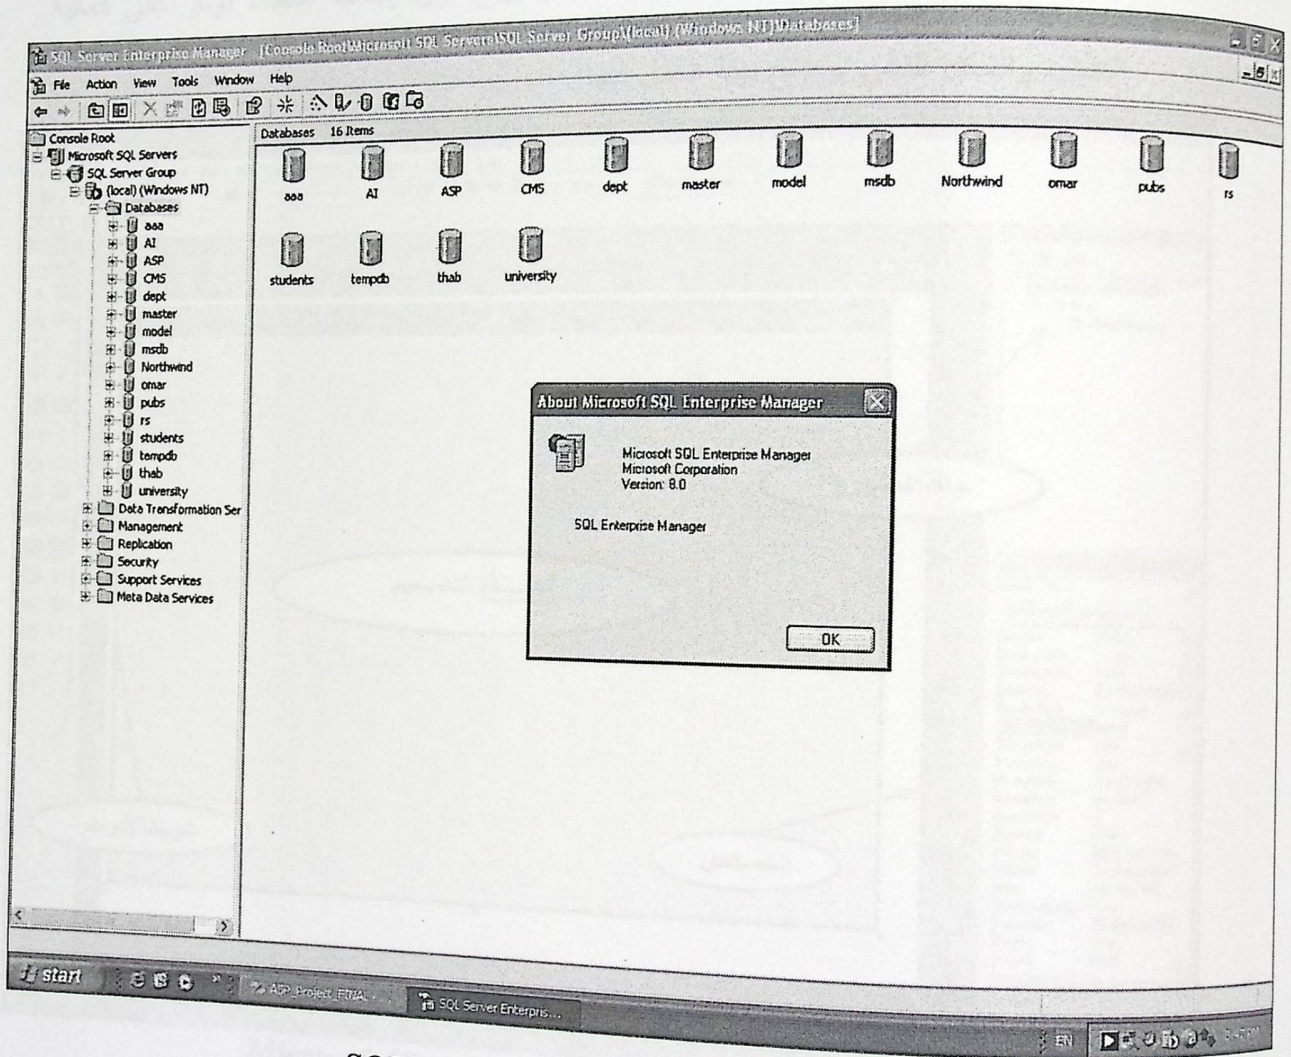 SQL Server Enterprise Manager - [Console Root\Microsoft SQL Servers\SQL Server Group\(local) (Windows NT)\Databases]
File Action View Tools Window Help
Console Root
Microsoft SQL Servers
SQL Server Group
(local) (Windows NT)
Databases
aaa
AI
ASP
CMS
dept
master
model
msdb
Northwind
omar
pubs
rs
students
tempdb
thab
university
Data Transformation Ser
Management
Replication
Security
Support Services
Meta Data Services
Databases 16 Items
aaa AI ASP CMS dept master model msdb Northwind omar pubs rs
students tempdb thab university
About Microsoft SQL Enterprise Manager
Microsoft SQL Enterprise Manager
Microsoft Corporation
Version: 8.0
SQL Enterprise Manager
OK
start
ASP_Project_FINAL - ...
SQL Server Enterpris...
EN